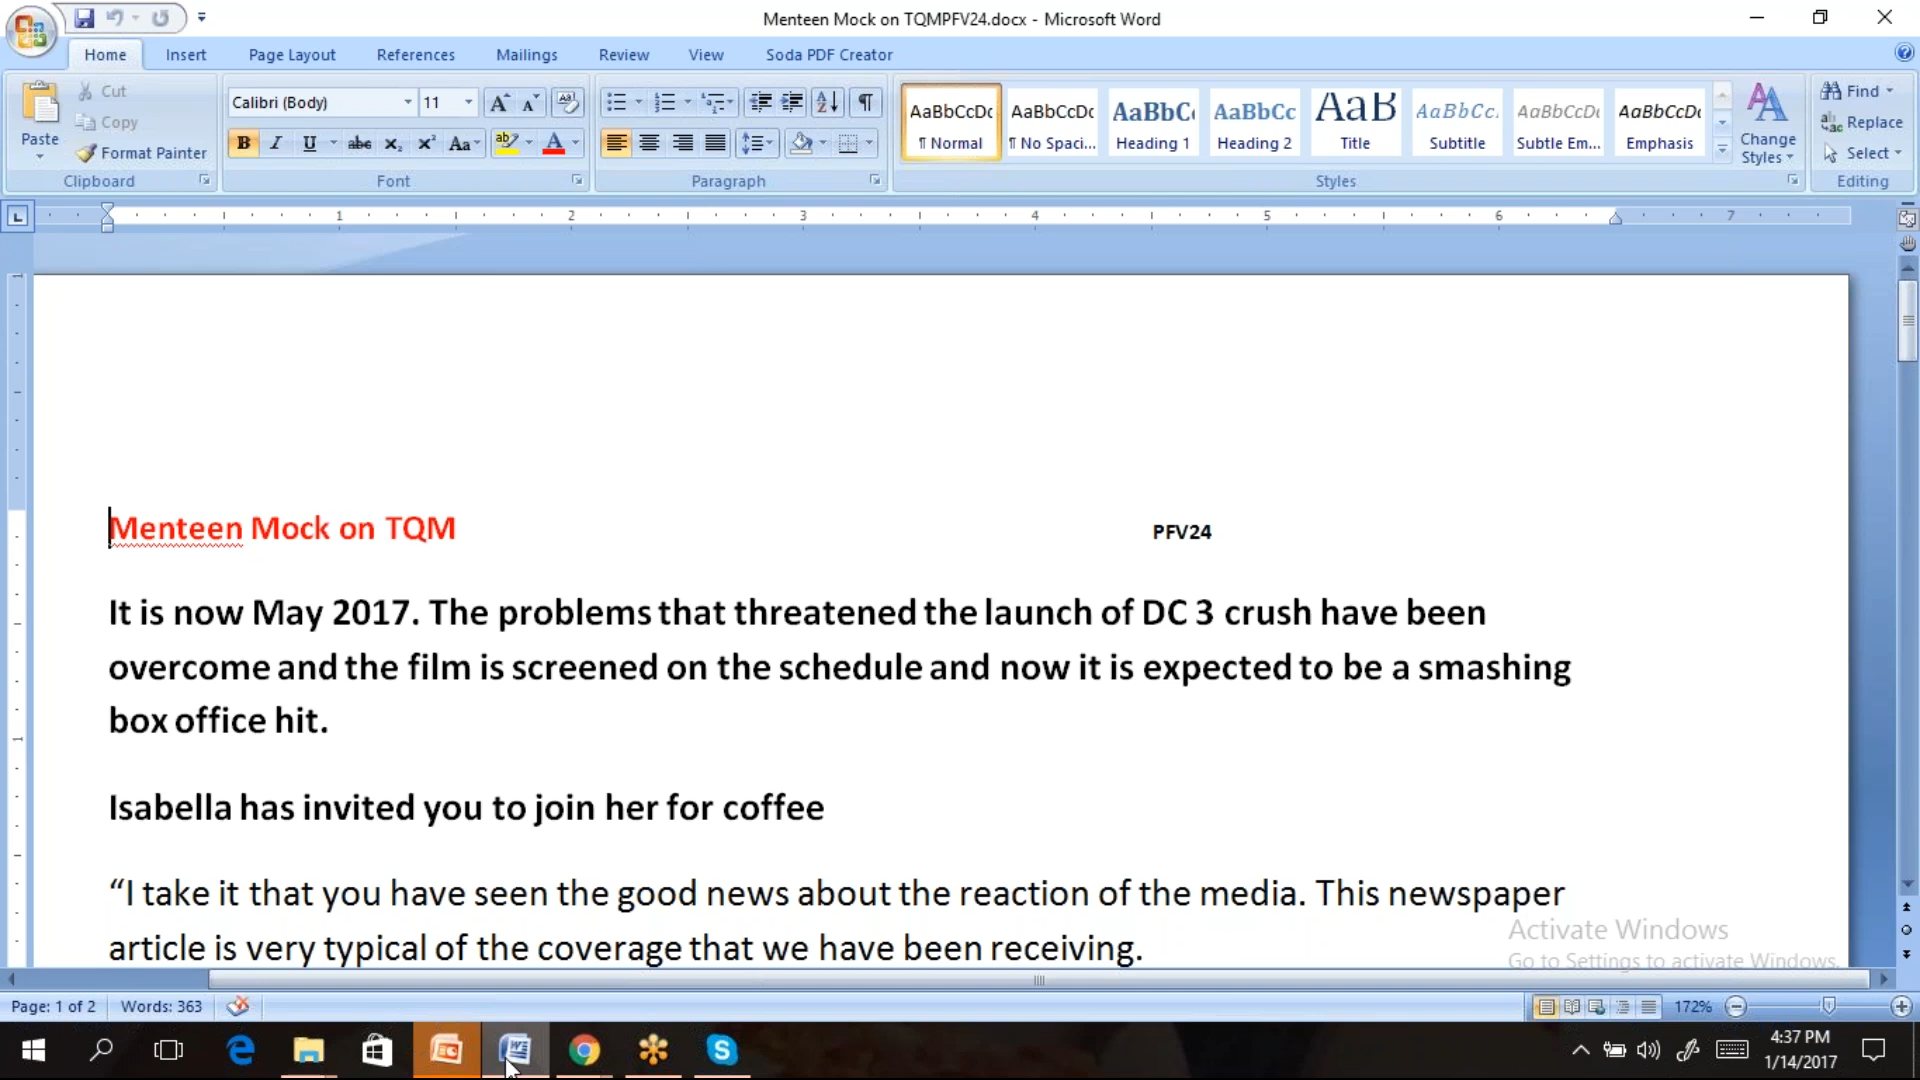 Menteen Mock on TQMPFV24.docx - Microsoft Word
Home Insert Page Layout References Mailings Review View Soda PDF Creator
Paste
Cut
Copy
Format Painter
Clipboard
Calibri (Body) 11
Font
Paragraph
AaBbCcDc AaBbCcDc AaBbC AaBbCc AaB AaBbCc. AaBbCcDc AaBbCcDc
¶ Normal ¶ No Spaci... Heading 1 Heading 2 Title Subtitle Subtle Em... Emphasis
Change
Styles
Styles
Find
Replace
Select
Editing
1 2 3 4 5 6 7
Menteen Mock on TQM PFV24
It is now May 2017. The problems that threatened the launch of DC 3 crush have been
overcome and the film is screened on the schedule and now it is expected to be a smashing
box office hit.
Isabella has invited you to join her for coffee
“I take it that you have seen the good news about the reaction of the media. This newspaper
article is very typical of the coverage that we have been receiving.
Activate Windows
Go to Settings to activate Windows.
Page: 1 of 2 Words: 363 172%
4:37 PM
1/14/2017